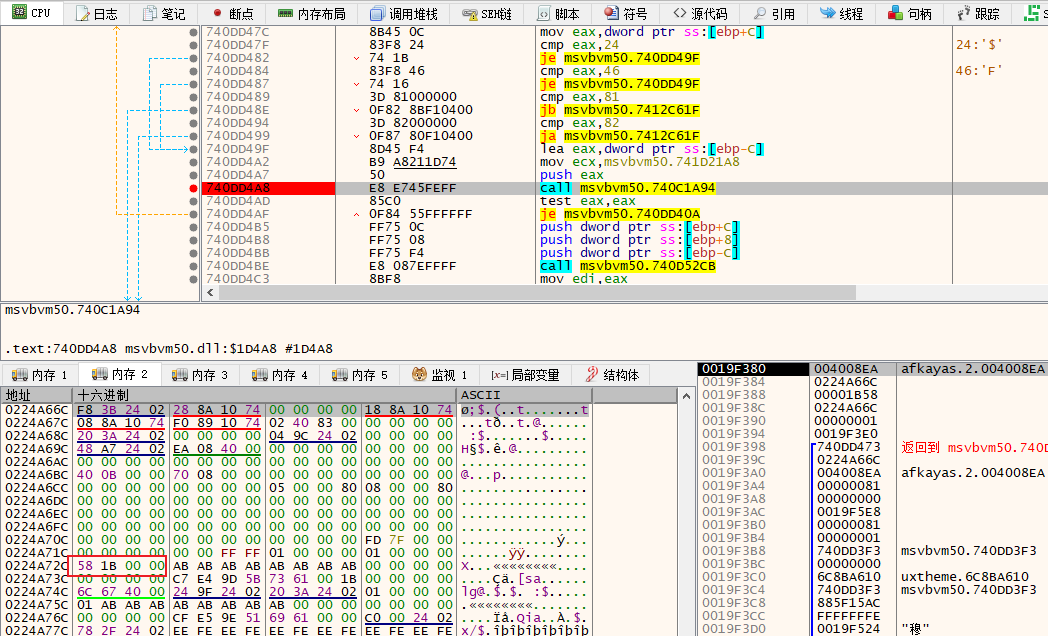 CPU 日志 笔记 断点 内存布局 调用堆栈 SEH链 脚本 符号 源代码 引用 线程 句柄 跟踪
740DD47C 8B45 0C mov eax,dword ptr ss:[ebp+C]
740DD47F 83F8 24 cmp eax,24 24:'$'
740DD482 74 1B je msvbvm50.740DD49F
740DD484 83F8 46 cmp eax,46 46:'F'
740DD487 74 16 je msvbvm50.740DD49F
740DD489 3D 81000000 cmp eax,81
740DD48E 0F82 8BF10400 jb msvbvm50.7412C61F
740DD494 3D 82000000 cmp eax,82
740DD499 0F87 80F10400 ja msvbvm50.7412C61F
740DD49F 8D45 F4 lea eax,dword ptr ss:[ebp-C]
740DD4A2 B9 A8211D74 mov ecx,msvbvm50.741D21A8
740DD4A7 50 push eax
740DD4A8 E8 E745FEFF call msvbvm50.740C1A94
740DD4AD 85C0 test eax,eax
740DD4AF 0F84 55FFFFFF je msvbvm50.740DD40A
740DD4B5 FF75 0C push dword ptr ss:[ebp+C]
740DD4B8 FF75 08 push dword ptr ss:[ebp+8]
740DD4BB FF75 F4 push dword ptr ss:[ebp-C]
740DD4BE E8 087EFFFF call msvbvm50.740D52CB
740DD4C3 8BF8 mov edi,eax
msvbvm50.740C1A94
.text:740DD4A8 msvbvm50.dll:$1D4A8 #1D4A8
内存 1 内存 2 内存 3 内存 4 内存 5 监视 1 [x=]局部变量 结构体
地址 十六进制 ASCII
0224A66C F8 3B 24 02 28 8A 10 74 00 00 00 00 18 8A 10 74 ø;$.(..t.......t
0224A67C 08 8A 10 74 F0 89 10 74 02 40 83 00 00 00 00 00 ...tð..t.@......
0224A68C 20 3A 24 02 00 00 00 00 04 9C 24 02 00 00 00 00  :$.......$.....
0224A69C 48 A7 24 02 EA 08 40 00 00 00 00 00 00 00 00 00 H§$.ê.@.........
0224A6AC 00 00 00 00 00 00 00 00 00 00 00 00 00 00 00 00 ................
0224A6BC 40 0B 00 00 70 08 00 00 00 00 00 00 00 00 00 00 @...p...........
0224A6CC 00 00 00 00 00 00 00 00 05 00 00 80 08 00 00 80 ................
0224A6DC 00 00 00 00 00 00 00 00 00 00 00 00 00 00 00 00 ................
0224A6EC 00 00 00 00 00 00 00 00 00 00 00 00 00 00 00 00 ................
0224A6FC 00 00 00 00 00 00 00 00 00 00 00 00 00 00 00 00 ................
0224A70C 00 00 00 00 00 00 00 00 00 00 00 00 FD 7F 00 00 ............ý...
0224A71C 00 00 00 00 00 00 FF FF 01 00 00 00 01 00 00 00 ......ÿÿ........
0224A72C 58 1B 00 00 AB AB AB AB AB AB AB AB 00 00 00 00 X...««««««««....
0224A73C 00 00 00 00 C7 E4 9D 5B 73 61 00 1B ....Çä.[sa..
0224A74C 6C 67 40 00 24 9F 24 02 20 3A 24 02 01 00 00 00 lg@.$.$. :$.....
0224A75C 01 AB AB AB AB AB AB AB AB 00 00 00 00 00 00 00 .««««««««.......
0224A76C 00 00 00 00 CF E5 9E 51 69 61 00 00 C0 00 24 02 ....Ïå.Qia..À.$.
0224A77C 78 2F 24 02 EE FE EE FE EE FE EE FE EE FE EE FE x/$.îþîþîþîþîþîþ
0019F380 004008EA afkayas.2.004008EA
0019F384 0224A66C
0019F388 00001B58
0019F38C 0224A66C
0019F390 00000001
0019F394 0019F3E0
0019F398 740DD473 返回到 msvbvm50.740D
0019F39C 0224A66C
0019F3A0 004008EA afkayas.2.004008EA
0019F3A4 00000081
0019F3A8 00000000
0019F3AC 0019F5E8
0019F3B0 00000081
0019F3B4 00000001
0019F3B8 740DD3F3 msvbvm50.740DD3F3
0019F3BC 00000000
0019F3C0 6C8BA610 uxtheme.6C8BA610
0019F3C4 740DD3F3 msvbvm50.740DD3F3
0019F3C8 885F15AC
0019F3CC FFFFFFFE
0019F3D0 0019F524 "穆"